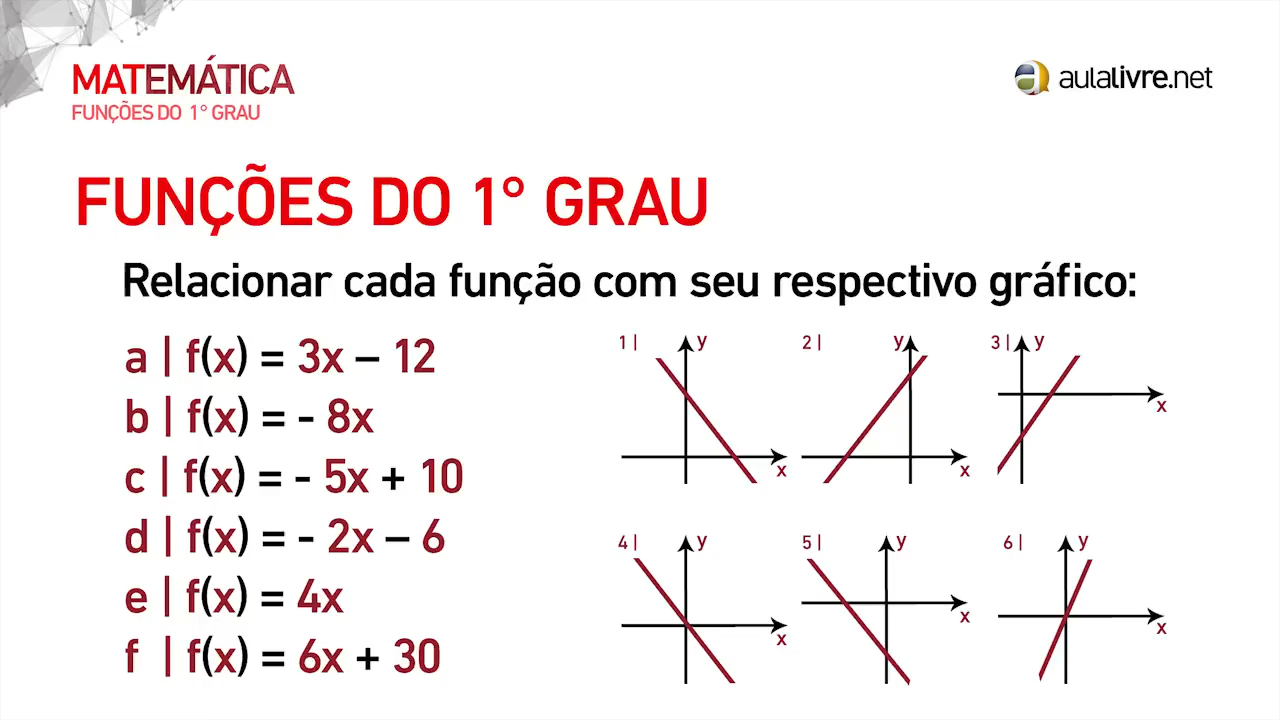 MATEMÁTICA
FUNÇÕES DO 1° GRAU
aulalivre.net
FUNÇÕES DO 1° GRAU
Relacionar cada função com seu respectivo gráfico:
a | f(x) = 3x – 12
b | f(x) = - 8x
c | f(x) = - 5x + 10
d | f(x) = - 2x – 6
e | f(x) = 4x
f | f(x) = 6x + 30
1 | y x
2 | y x
3 | y x
4 | y x
5 | y x
6 | y x